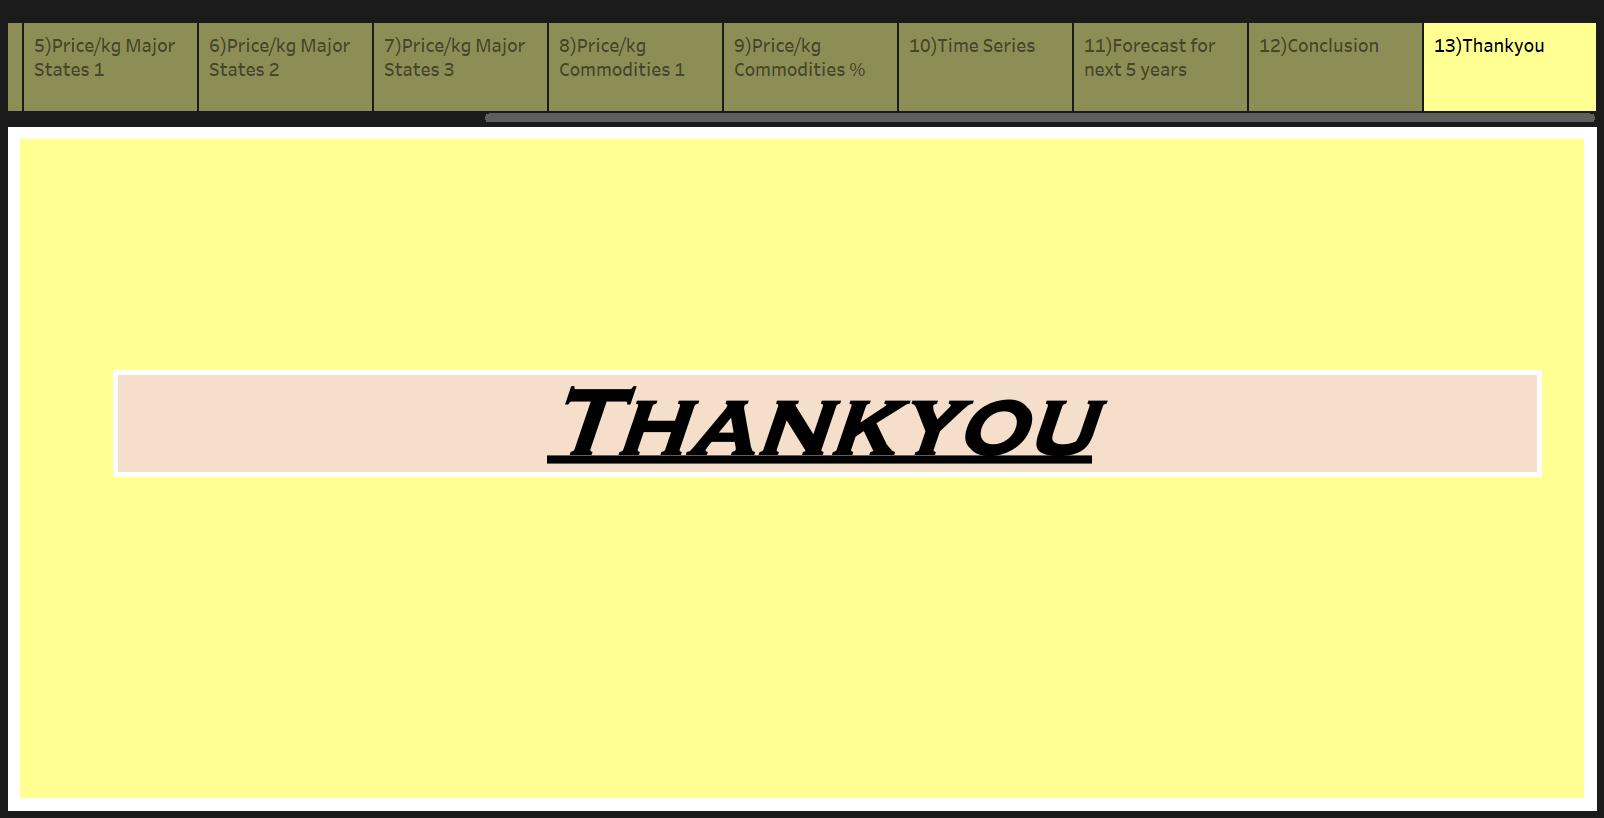 5)Price/kg Major
States 1
6)Price/kg Major
States 2
7)Price/kg Major
States 3
8)Price/kg
Commodities 1
9)Price/kg
Commodities %
10)Time Series
11)Forecast for
next 5 years
12)Conclusion
13)Thankyou
Thankyou